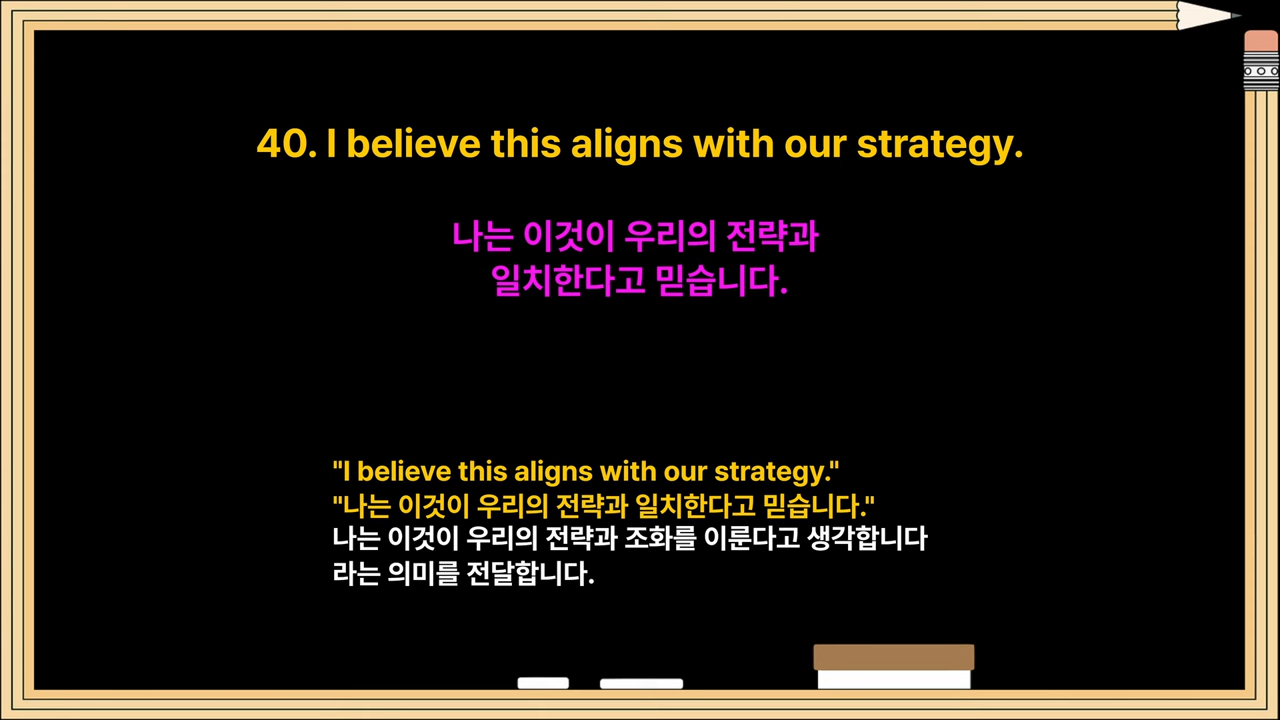 40. I believe this aligns with our strategy.
나는 이것이 우리의 전략과
일치한다고 믿습니다.
"I believe this aligns with our strategy."
"나는 이것이 우리의 전략과 일치한다고 믿습니다."
나는 이것이 우리의 전략과 조화를 이룬다고 생각합니다
라는 의미를 전달합니다.